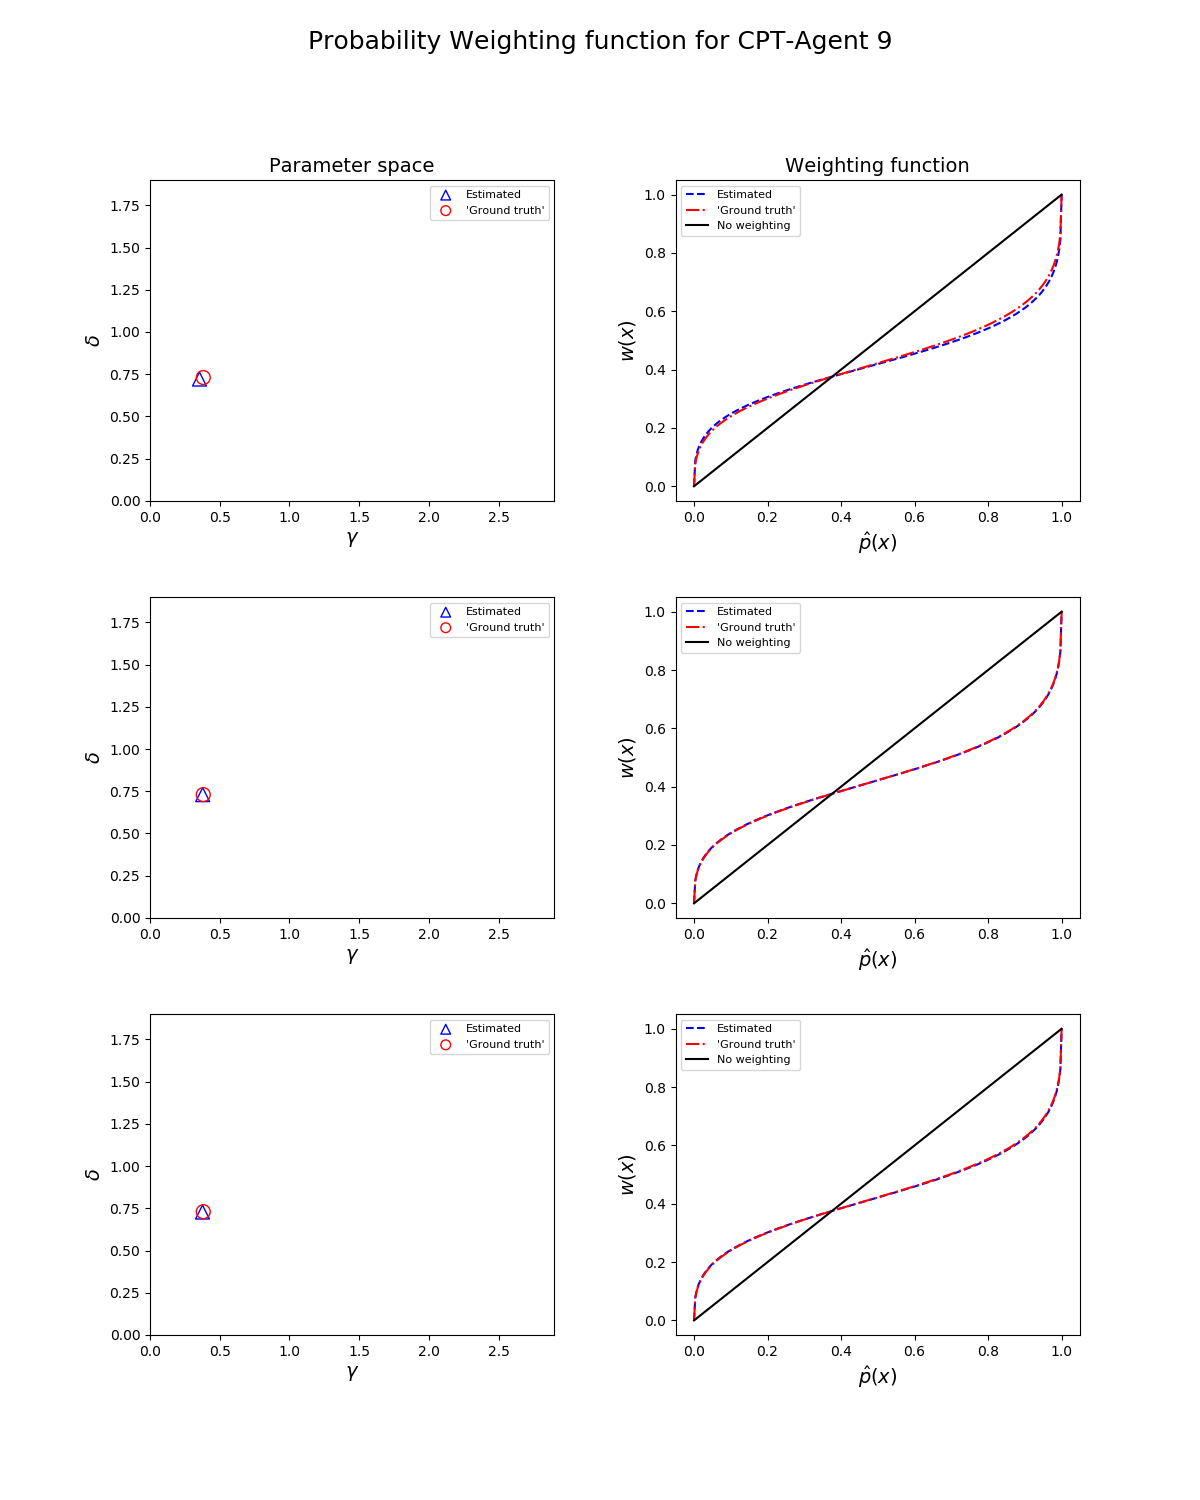 Probability Weighting function for CPT-Agent 9
Parameter space
Weighting function
Estimated
'Ground truth'
1.75
1.50
1.25
1.00
0.75
0.50
0.25
0.00
δ
0.0 0.5 1.0 1.5 2.0 2.5
γ
Estimated
'Ground truth'
No weighting
1.0
0.8
0.6
0.4
0.2
0.0
w(x)
0.0 0.2 0.4 0.6 0.8 1.0
p̂(x)
Estimated
'Ground truth'
1.75
1.50
1.25
1.00
0.75
0.50
0.25
0.00
δ
0.0 0.5 1.0 1.5 2.0 2.5
γ
Estimated
'Ground truth'
No weighting
1.0
0.8
0.6
0.4
0.2
0.0
w(x)
0.0 0.2 0.4 0.6 0.8 1.0
p̂(x)
Estimated
'Ground truth'
1.75
1.50
1.25
1.00
0.75
0.50
0.25
0.00
δ
0.0 0.5 1.0 1.5 2.0 2.5
γ
Estimated
'Ground truth'
No weighting
1.0
0.8
0.6
0.4
0.2
0.0
w(x)
0.0 0.2 0.4 0.6 0.8 1.0
p̂(x)